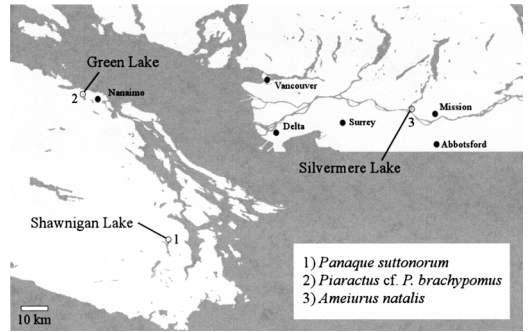 Green Lake
2
Nanaimo
Vancouver
Delta
Surrey
3
Mission
Abbotsford
Silvermere Lake
Shawnigan Lake
1
1) Panaque suttonorum
2) Piaractus cf. P. brachypomus
3) Ameiurus natalis
10 km